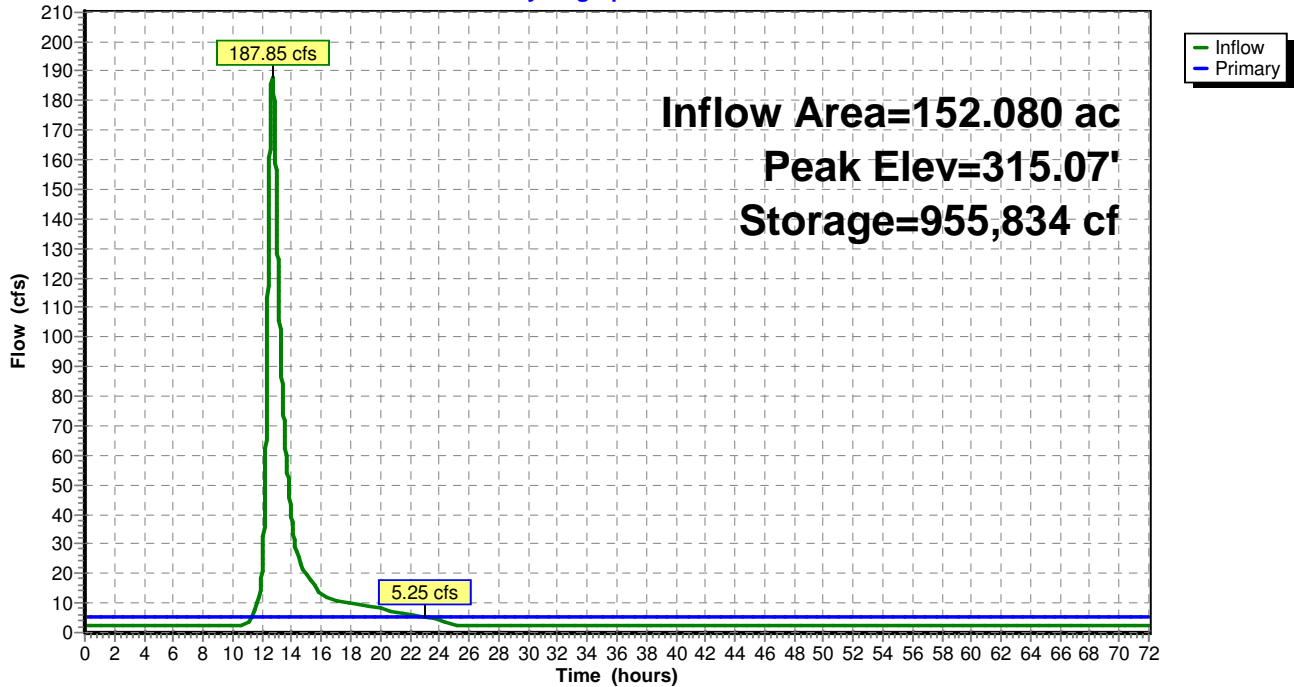 187.85 cfs
Inflow
Primary
Inflow Area=152.080 ac
Peak Elev=315.07'
Storage=955,834 cf
5.25 cfs
Flow (cfs)
210
200
190
180
170
160
150
140
130
120
110
100
90
80
70
60
50
40
30
20
10
0
0 2 4 6 8 10 12 14 16 18 20 22 24 26 28 30 32 34 36 38 40 42 44 46 48 50 52 54 56 58 60 62 64 66 68 70 72
Time (hours)